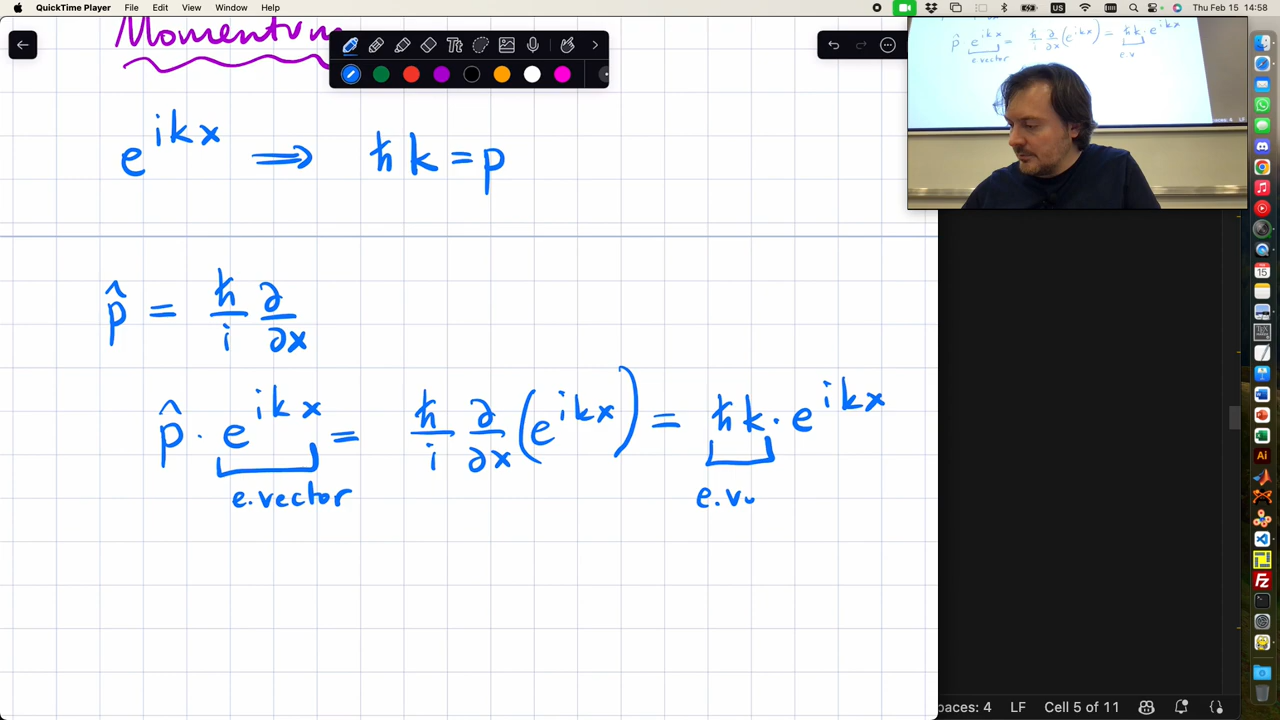 QuickTime Player File Edit View Window Help Thu Feb 15 14:58
Momentum
e^{ikx} ⟹ ħk = p
p̂ = ħ/i ∂/∂x
p̂ · e^{ikx} = ħ/i ∂/∂x (e^{ikx}) = ħk · e^{ikx}
e.vector e.v
paces: 4 LF Cell 5 of 11